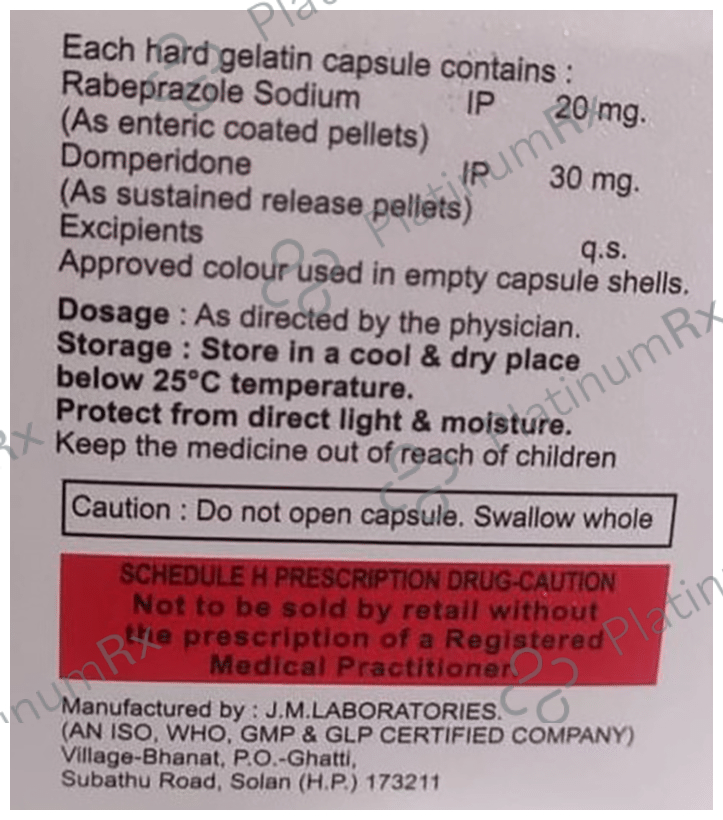 Each hard gelatin capsule contains :
Rabeprazole Sodium IP 20 mg.
(As enteric coated pellets)
Domperidone IP 30 mg.
(As sustained release pellets)
Excipients q.s.
Approved colour used in empty capsule shells.
Dosage : As directed by the physician.
Storage : Store in a cool & dry place
below 25°C temperature.
Protect from direct light & moisture.
Keep the medicine out of reach of children
Caution : Do not open capsule. Swallow whole
SCHEDULE H PRESCRIPTION DRUG-CAUTION
Not to be sold by retail without
the prescription of a Registered
Medical Practitioner
Manufactured by : J.M.LABORATORIES.
(AN ISO, WHO, GMP & GLP CERTIFIED COMPANY)
Village-Bhanat, P.O.-Ghatti,
Subathu Road, Solan (H.P.) 173211
PlatinumRx
PlatinumRx